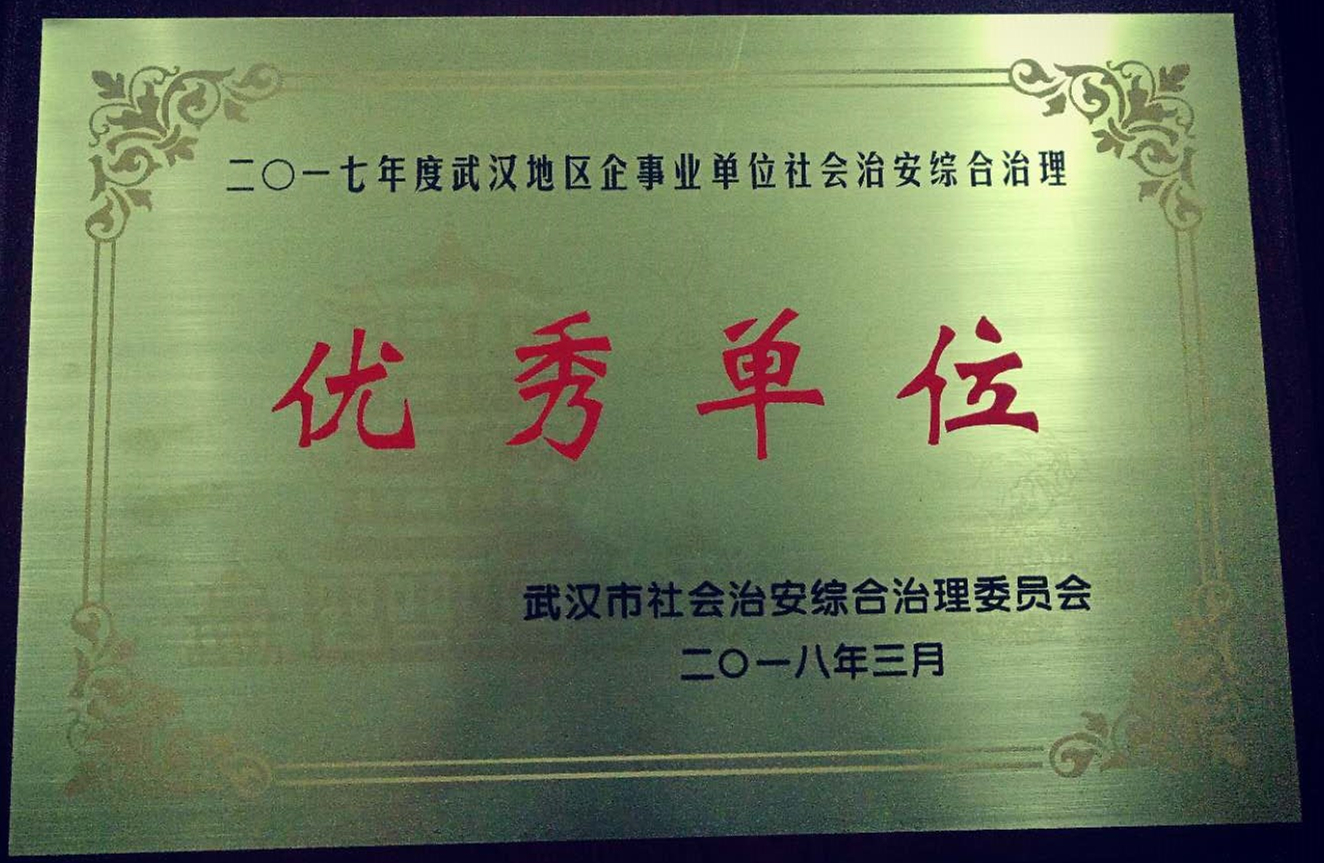 二〇一七年度武汉地区企事业单位社会治安综合治理
优秀单位
武汉市社会治安综合治理委员会
二〇一八年三月